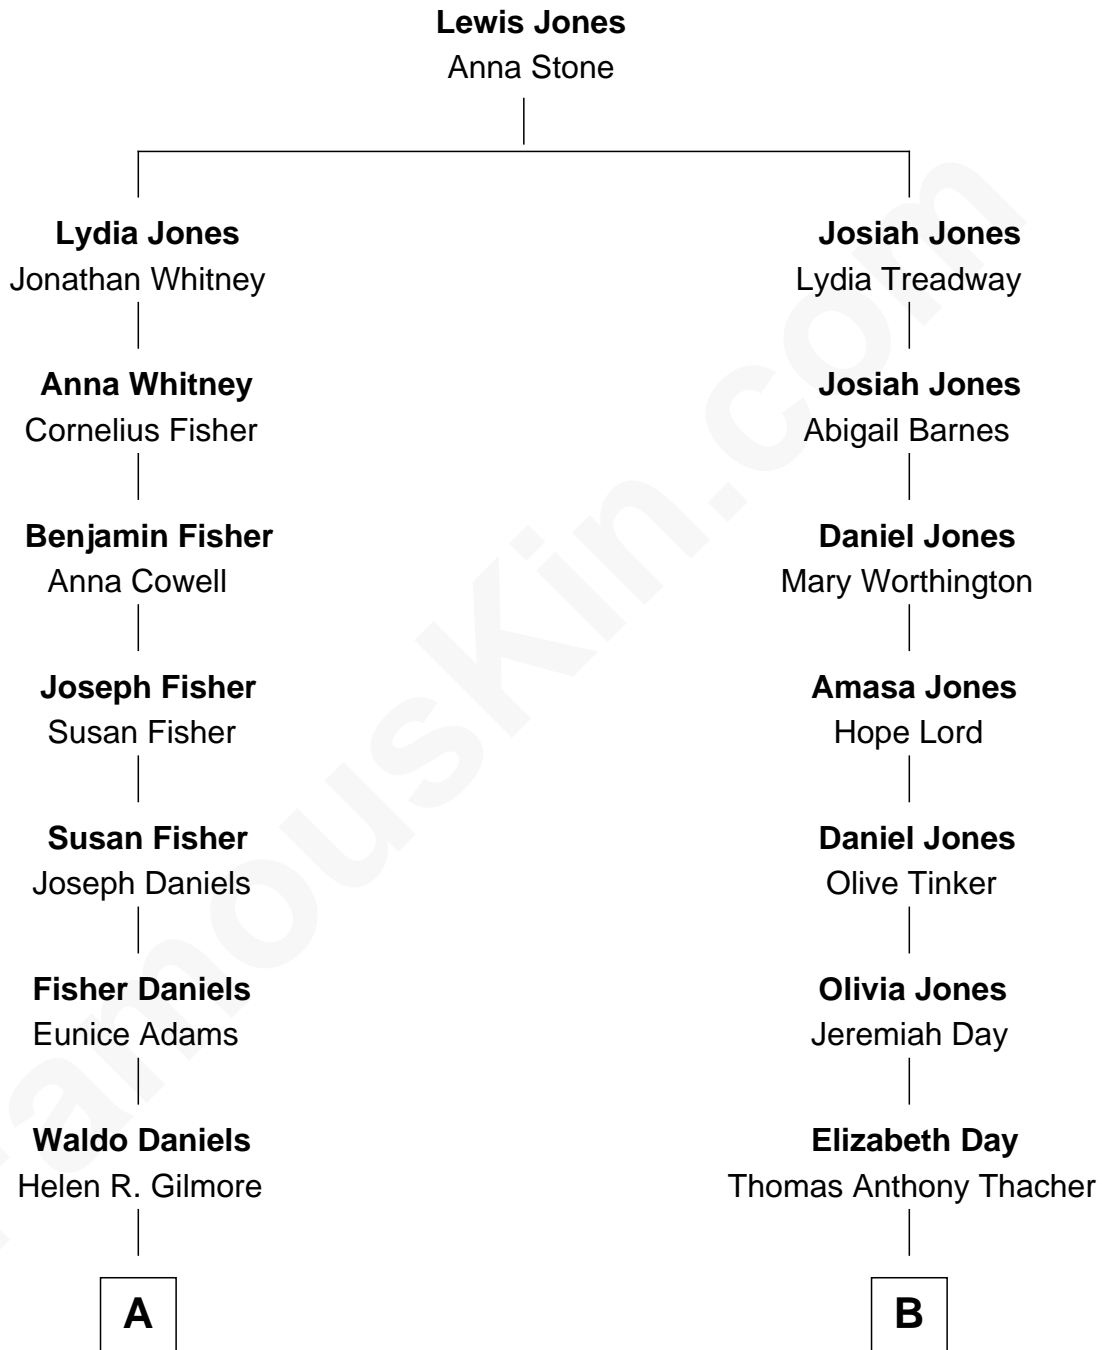 Lewis Jones
Anna Stone
Lydia Jones
Jonathan Whitney
Josiah Jones
Lydia Treadway
Anna Whitney
Cornelius Fisher
Josiah Jones
Abigail Barnes
Benjamin Fisher
Anna Cowell
Daniel Jones
Mary Worthington
Joseph Fisher
Susan Fisher
Amasa Jones
Hope Lord
Susan Fisher
Joseph Daniels
Daniel Jones
Olive Tinker
Fisher Daniels
Eunice Adams
Olivia Jones
Jeremiah Day
Waldo Daniels
Helen R. Gilmore
Elizabeth Day
Thomas Anthony Thacher
A
B
FamousKin.com